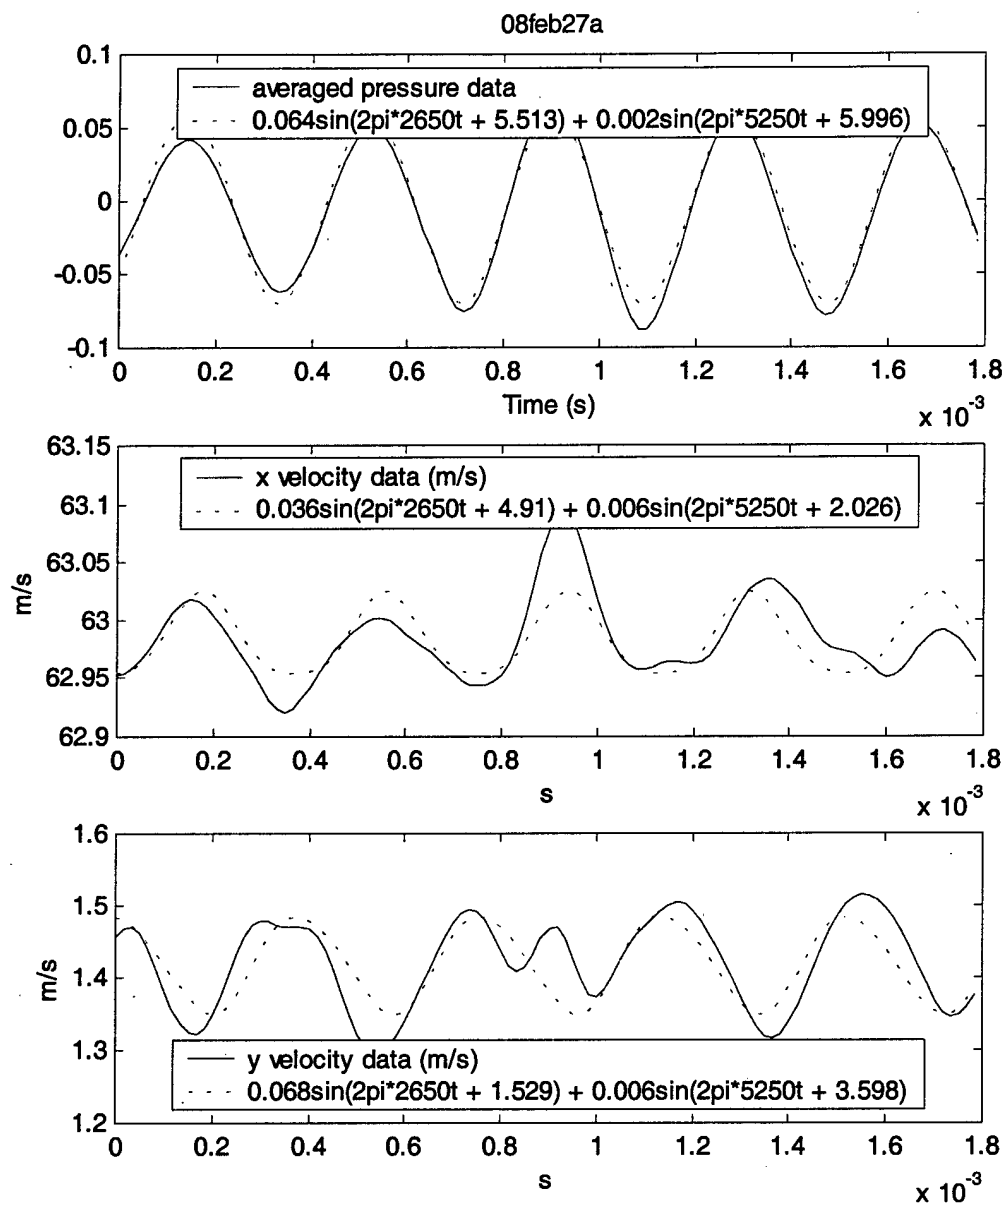 08feb27a
0.1
0.05
0
-0.05
-0.1
averaged pressure data
0.064sin(2pi*2650t + 5.513) + 0.002sin(2pi*5250t + 5.996)
0 0.2 0.4 0.6 0.8 1 1.2 1.4 1.6 1.8
Time (s)
x 10-3
63.15
63.1
63.05
63
62.95
62.9
m/s
x velocity data (m/s)
0.036sin(2pi*2650t + 4.91) + 0.006sin(2pi*5250t + 2.026)
0 0.2 0.4 0.6 0.8 1 1.2 1.4 1.6 1.8
s
x 10-3
1.6
1.5
1.4
1.3
1.2
m/s
y velocity data (m/s)
0.068sin(2pi*2650t + 1.529) + 0.006sin(2pi*5250t + 3.598)
0 0.2 0.4 0.6 0.8 1 1.2 1.4 1.6 1.8
s
x 10-3